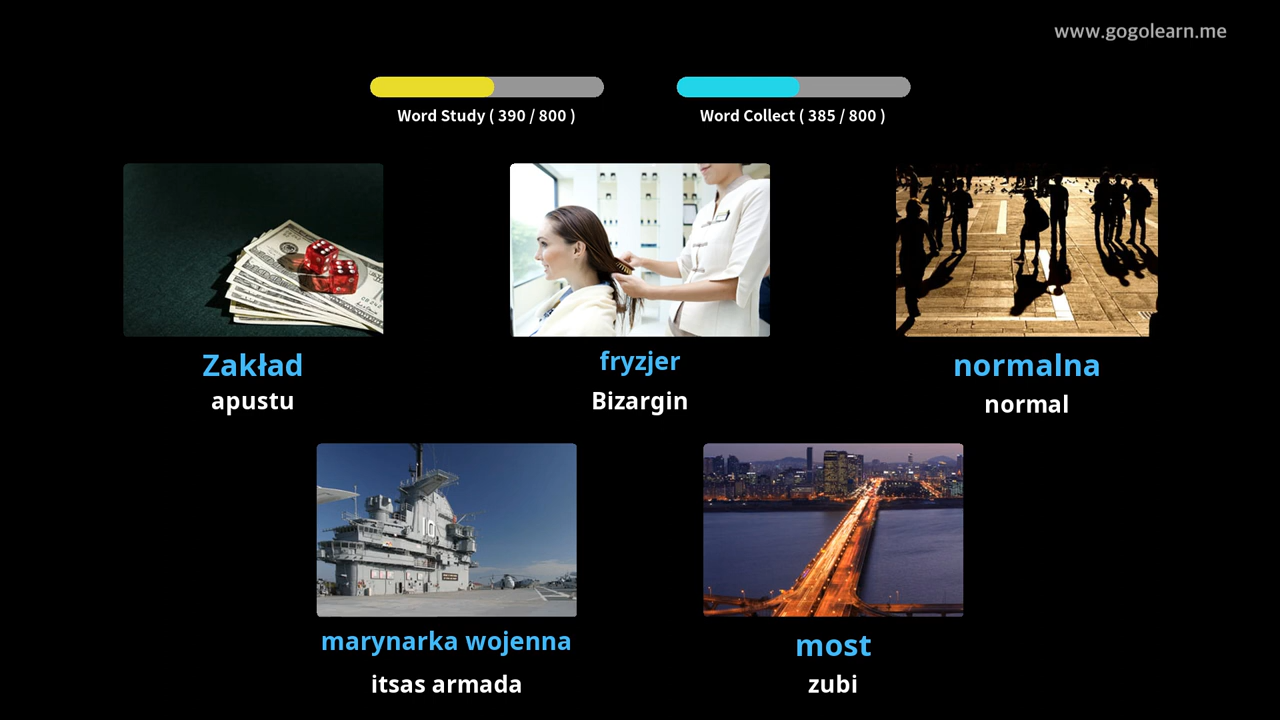 www.gogolearn.me
Word Study ( 390 / 800 )
Word Collect ( 385 / 800 )
Zakład
apustu
fryzjer
Bizargin
normalna
normal
10
marynarka wojenna
itsas armada
most
zubi